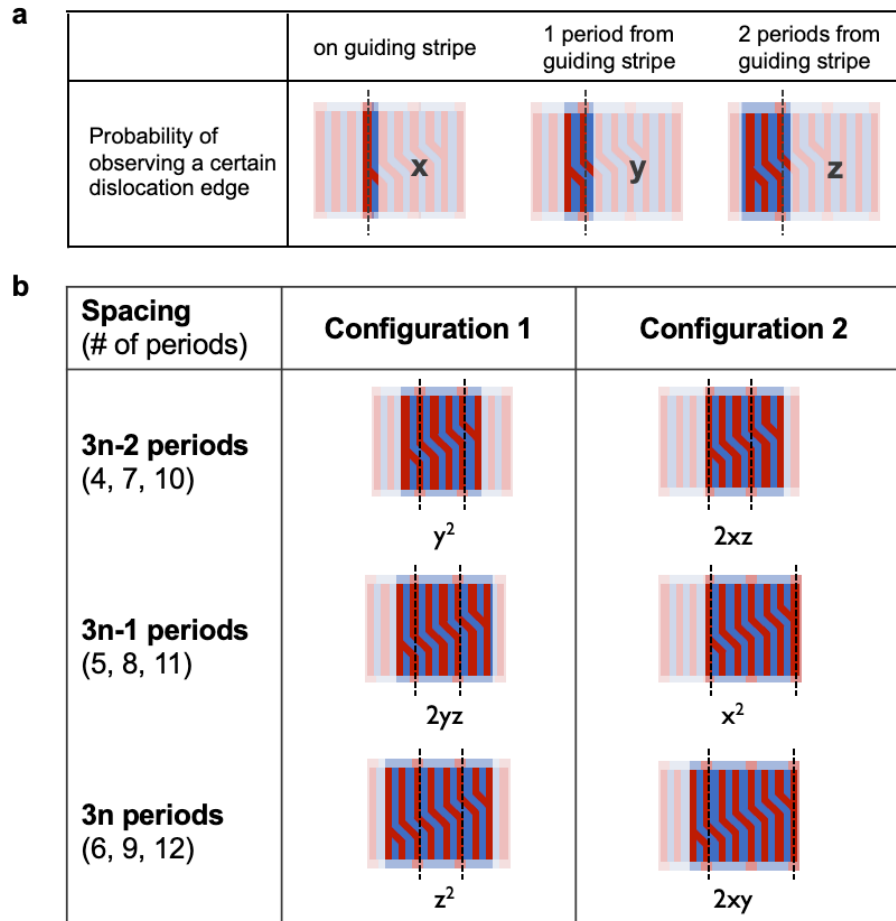 a
on guiding stripe
1 period from
guiding stripe
2 periods from
guiding stripe
Probability of
observing a certain
dislocation edge
x
y
z
b
Spacing
(# of periods)
Configuration 1
Configuration 2
3n-2 periods
(4, 7, 10)
y²
2xz
3n-1 periods
(5, 8, 11)
2yz
x²
3n periods
(6, 9, 12)
z²
2xy